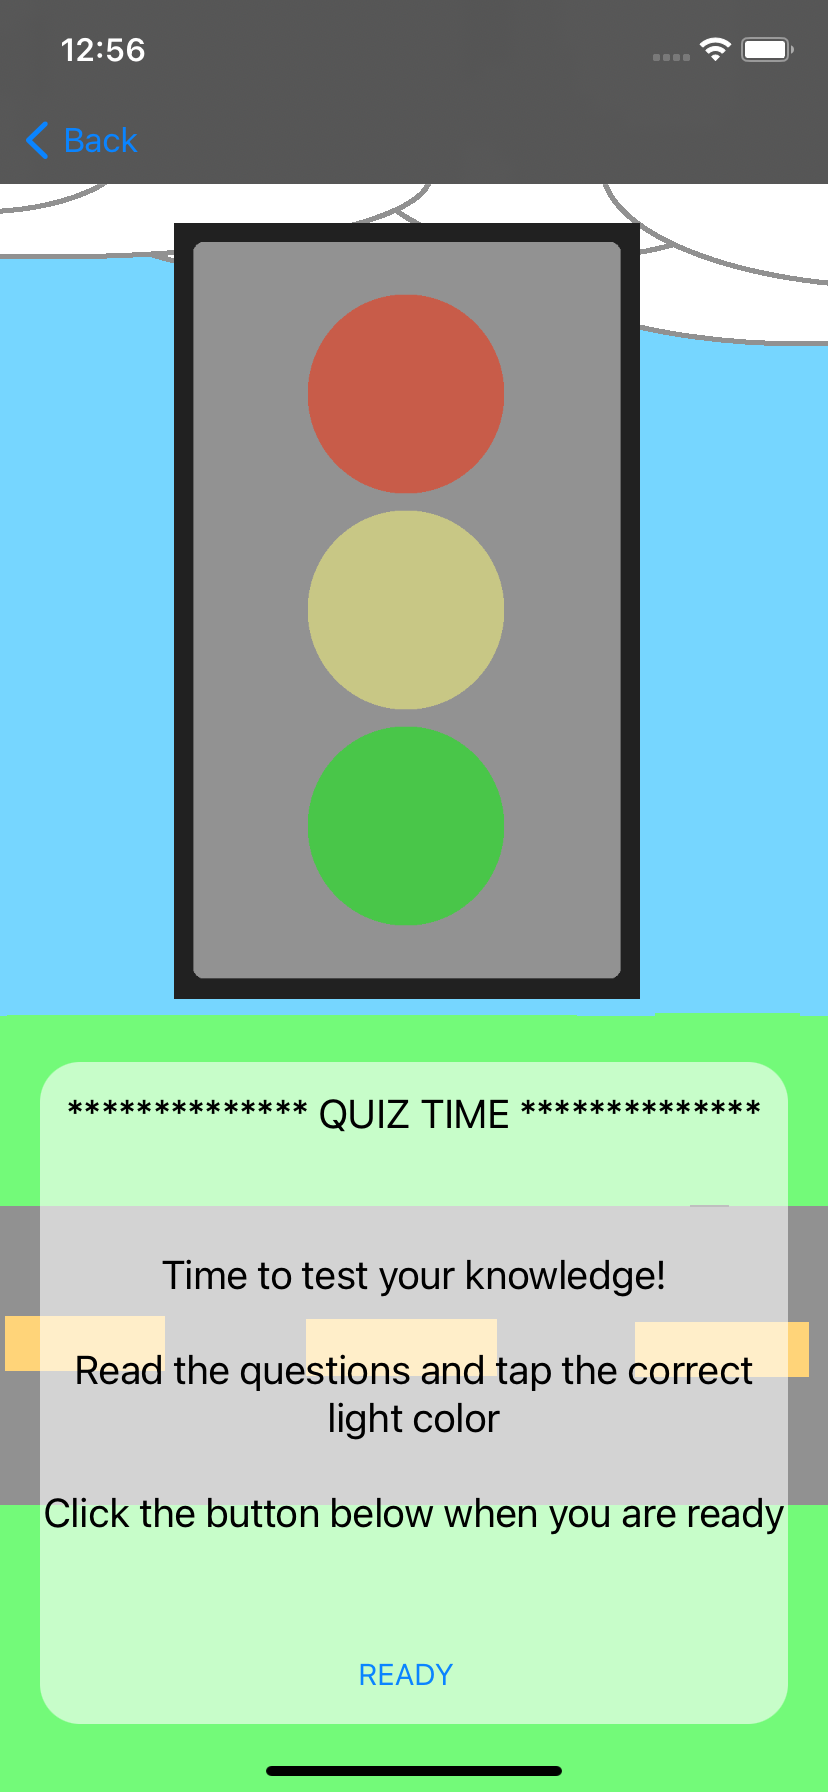 12:56
Back
************** QUIZ TIME **************
Time to test your knowledge!
Read the questions and tap the correct
light color
Click the button below when you are ready
READY